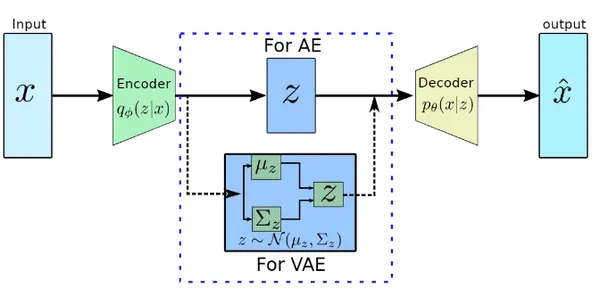 Input
x
Encoder
qϕ(z|x)
For AE
z
μz
Σz
z
z ∼ 𝒩(μz, Σz)
For VAE
Decoder
pθ(x|z)
output
x̂